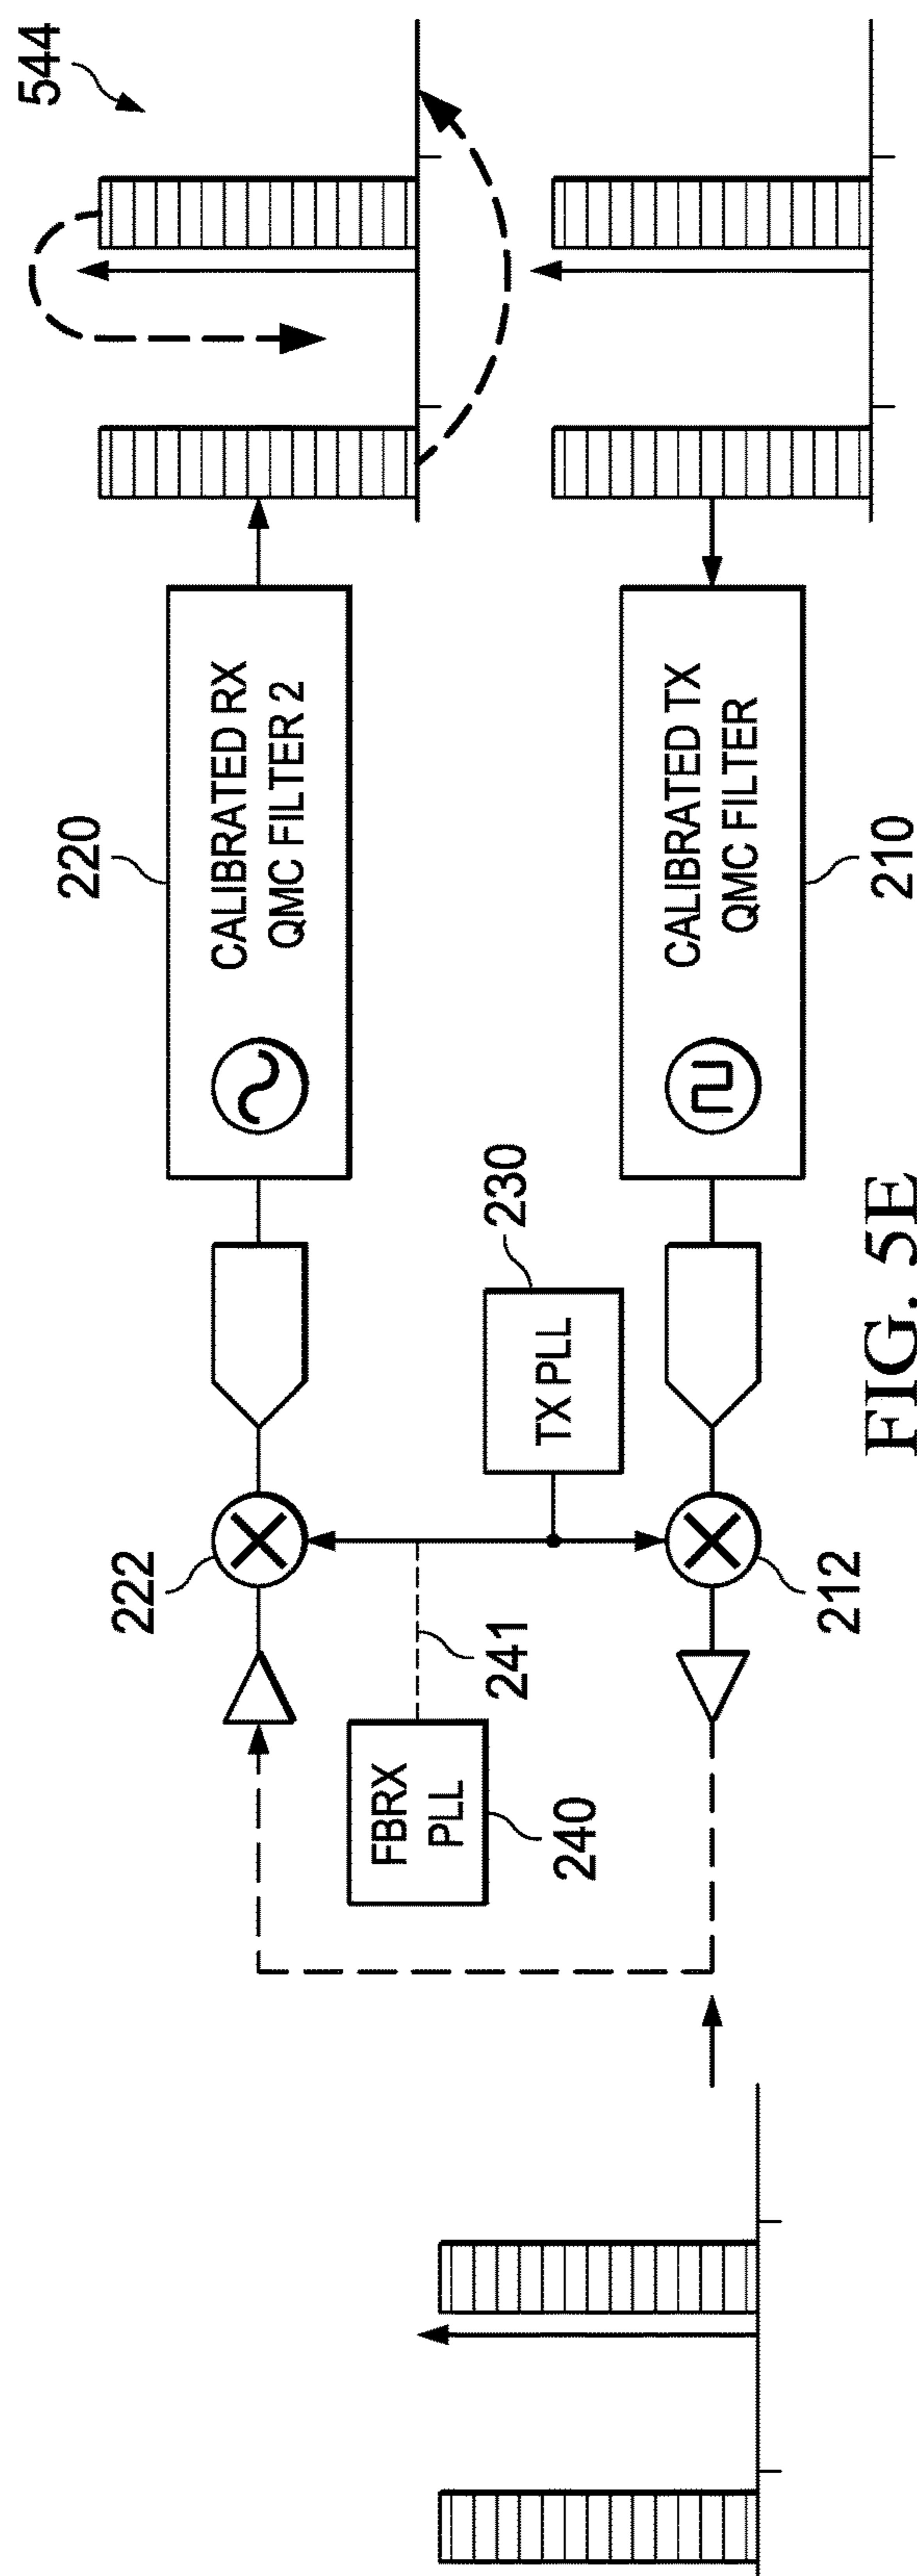 544
220
CALIBRATED RX
QMC FILTER 2
222
241
FBRX
PLL
240
TX PLL
230
CALIBRATED TX
QMC FILTER
210
212
FIG. 5E